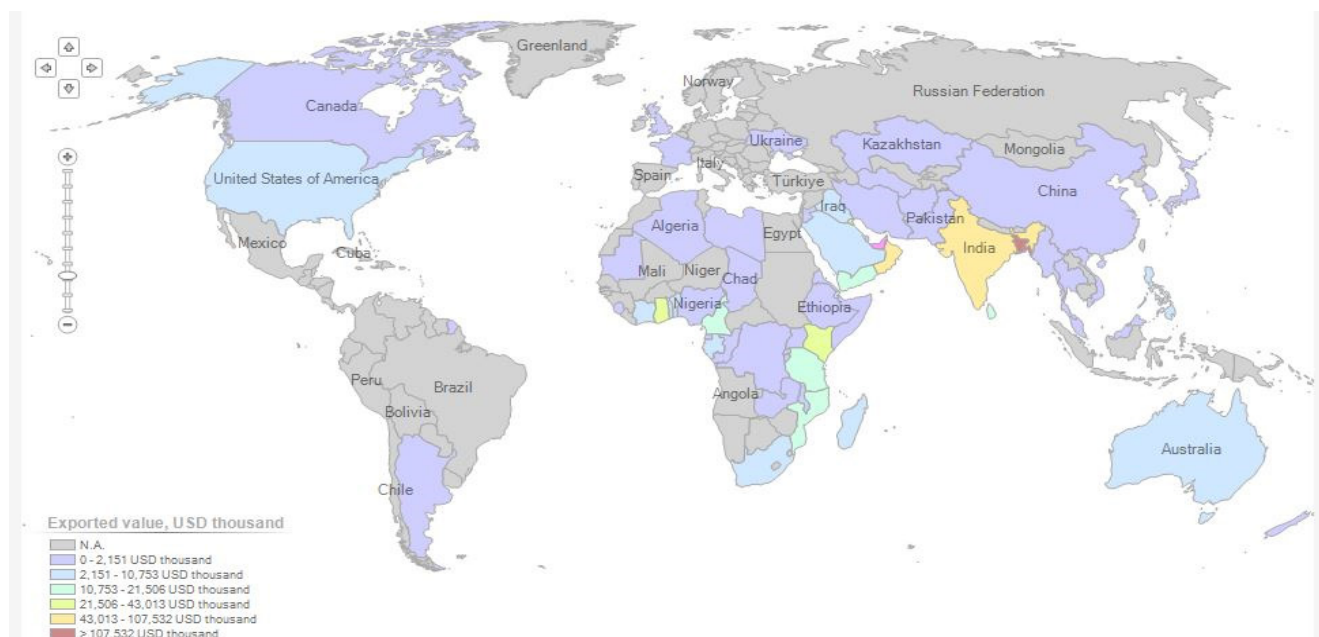 Greenland
Norway
Russian Federation
Canada
Ukraine
Kazakhstan
Mongolia
Italy
Spain
Türkiye
United States of America
China
Iraq
Pakistan
Algeria
Egypt
India
Mexico
Cuba
Mali
Niger
Chad
Nigeria
Ethiopia
Peru
Brazil
Angola
Bolivia
Australia
Chile
Exported value, USD thousand
N.A.
0 - 2,151 USD thousand
2,151 - 10,753 USD thousand
10,753 - 21,506 USD thousand
21,506 - 43,013 USD thousand
43,013 - 107,532 USD thousand
> 107,532 USD thousand